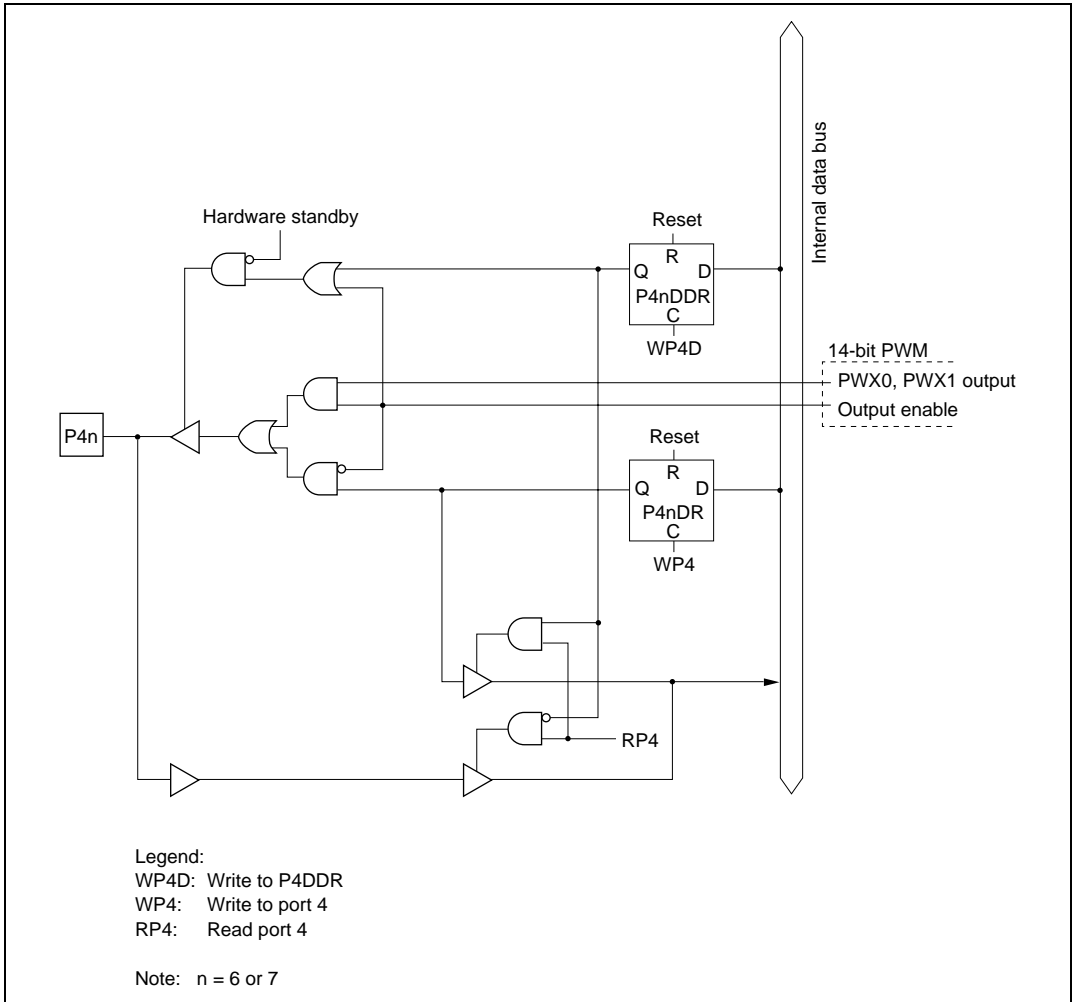 Internal data bus
Hardware standby
Reset
R
Q D
P4nDDR
C
WP4D
14-bit PWM
PWX0, PWX1 output
Output enable
P4n
Reset
R
Q D
P4nDR
C
WP4
RP4
Legend:
WP4D: Write to P4DDR
WP4: Write to port 4
RP4: Read port 4
Note: n = 6 or 7